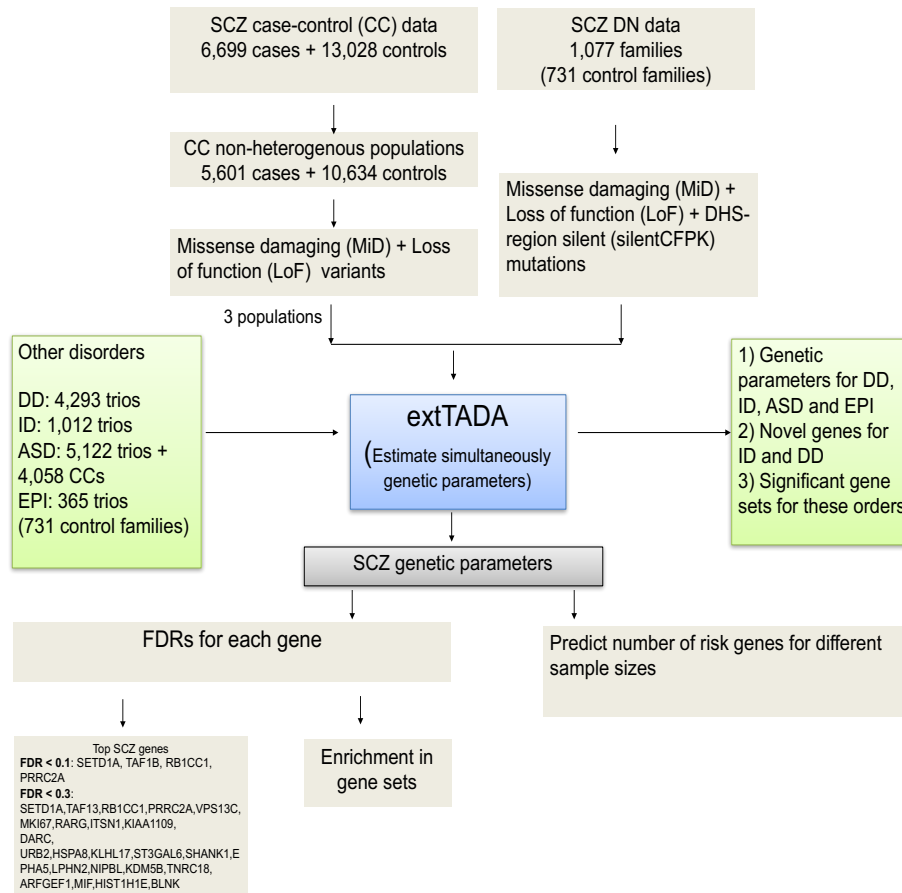 SCZ case-control (CC) data
6,699 cases + 13,028 controls
SCZ DN data
1,077 families
(731 control families)
CC non-heterogenous populations
5,601 cases + 10,634 controls
Missense damaging (MiD) +
Loss of function (LoF) + DHS-
region silent (silentCFPK)
mutations
Missense damaging (MiD) + Loss
of function (LoF) variants
3 populations
Other disorders
DD: 4,293 trios
ID: 1,012 trios
ASD: 5,122 trios +
4,058 CCs
EPI: 365 trios
(731 control families)
extTADA
(Estimate simultaneously
genetic parameters)
1) Genetic
parameters for DD,
ID, ASD and EPI
2) Novel genes for
ID and DD
3) Significant gene
sets for these orders
SCZ genetic parameters
FDRs for each gene
Predict number of risk genes for different
sample sizes
Top SCZ genes
FDR < 0.1: SETD1A, TAF1B, RB1CC1,
PRRC2A
FDR < 0.3:
SETD1A,TAF13,RB1CC1,PRRC2A,VPS13C,
MKI67,RARG,ITSN1,KIAA1109,
DARC,
URB2,HSPA8,KLHL17,ST3GAL6,SHANK1,E
PHA5,LPHN2,NIPBL,KDM5B,TNRC18,
ARFGEF1,MIF,HIST1H1E,BLNK
Enrichment in
gene sets